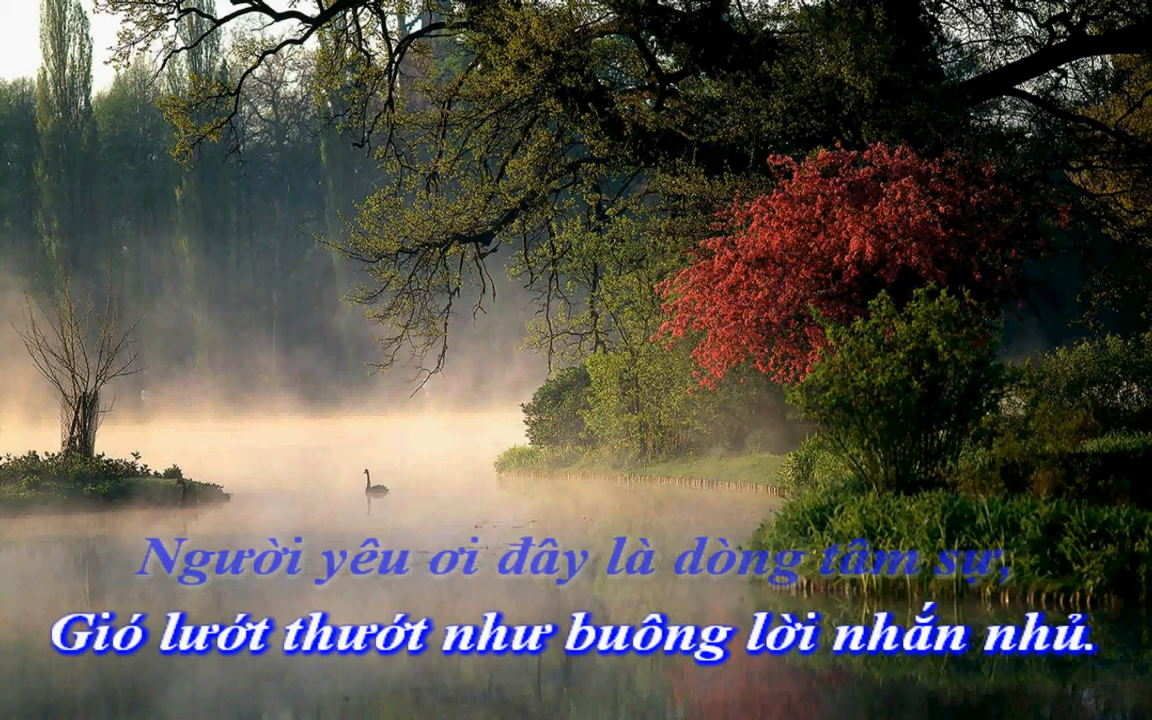 Người yêu ơi đây là dòng tâm sự,
Gió lướt thướt như buông lời nhắn nhủ.